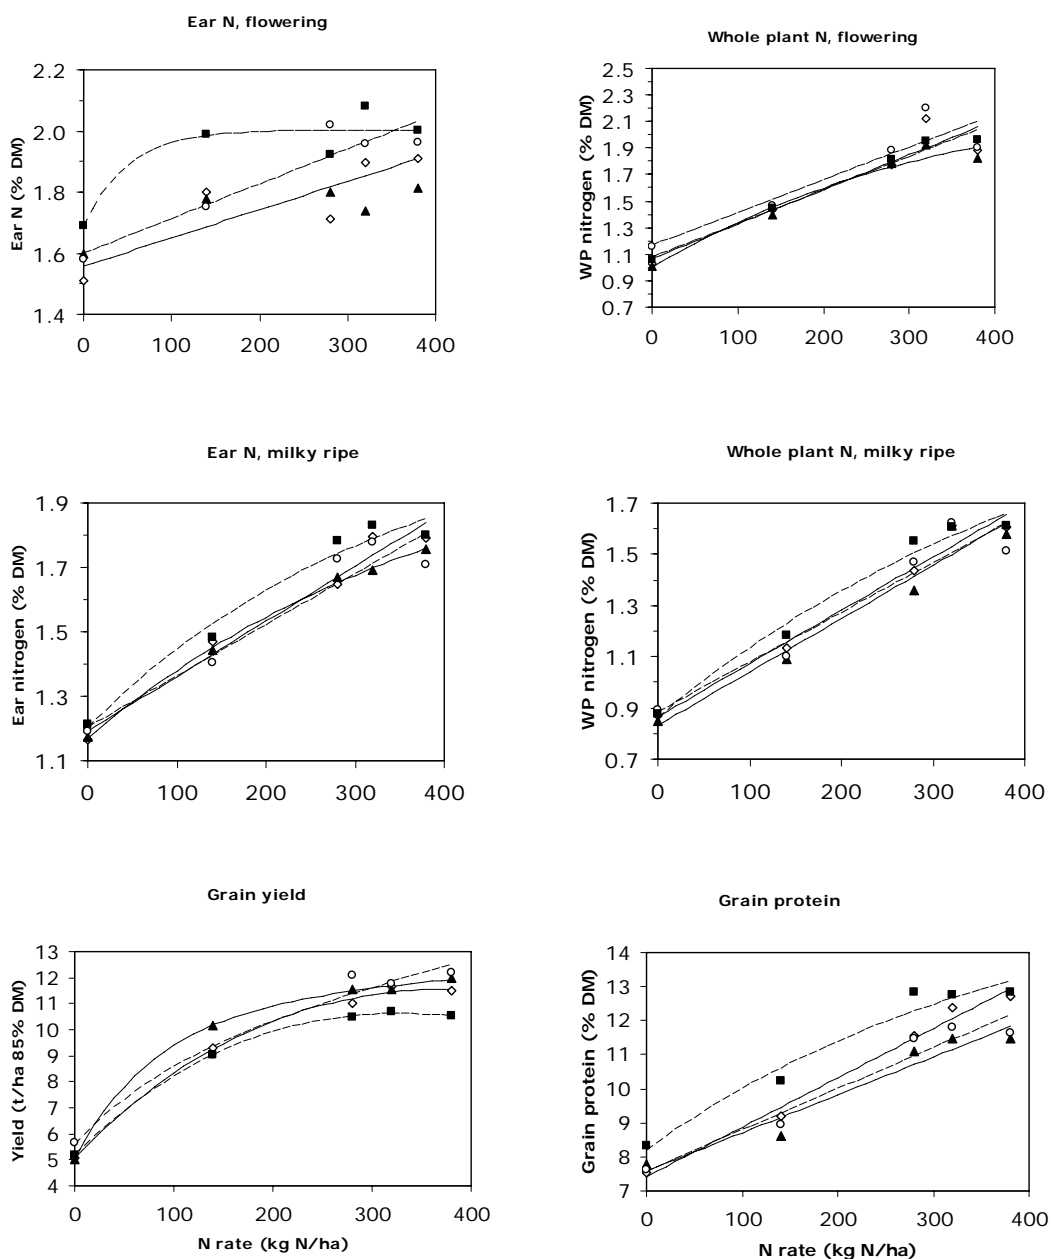 Ear N, flowering
2.2
2.0
1.8
1.6
1.4
Ear N (% DM)
0 100 200 300 400
Whole plant N, flowering
2.5
2.3
2.1
1.9
1.7
1.5
1.3
1.1
0.9
0.7
WP nitrogen (% DM)
0 100 200 300 400
Ear N, milky ripe
1.9
1.7
1.5
1.3
1.1
Ear nitrogen (% DM)
0 100 200 300 400
Whole plant N, milky ripe
1.7
1.5
1.3
1.1
0.9
0.7
WP nitrogen (% DM)
0 100 200 300 400
Grain yield
13
12
11
10
9
8
7
6
5
4
Yield (t/ha 85% DM)
0 100 200 300 400
N rate (kg N/ha)
Grain protein
14
13
12
11
10
9
8
7
Grain protein (% DM)
0 100 200 300 400
N rate (kg N/ha)